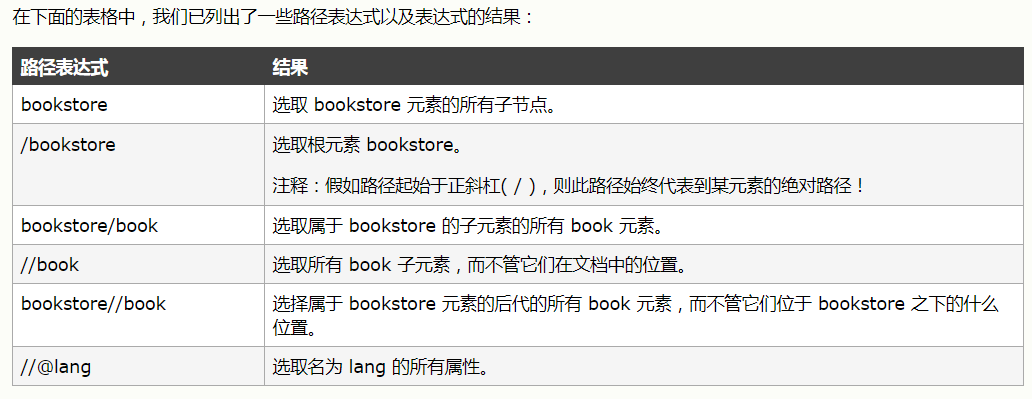 在下面的表格中，我们已列出了一些路径表达式以及表达式的结果：
路径表达式 结果
bookstore 选取 bookstore 元素的所有子节点。
/bookstore 选取根元素 bookstore。
注释：假如路径起始于正斜杠( / )，则此路径始终代表到某元素的绝对路径！
bookstore/book 选取属于 bookstore 的子元素的所有 book 元素。
//book 选取所有 book 子元素，而不管它们在文档中的位置。
bookstore//book 选择属于 bookstore 元素的后代的所有 book 元素，而不管它们位于 bookstore 之下的什么
位置。
//@lang 选取名为 lang 的所有属性。